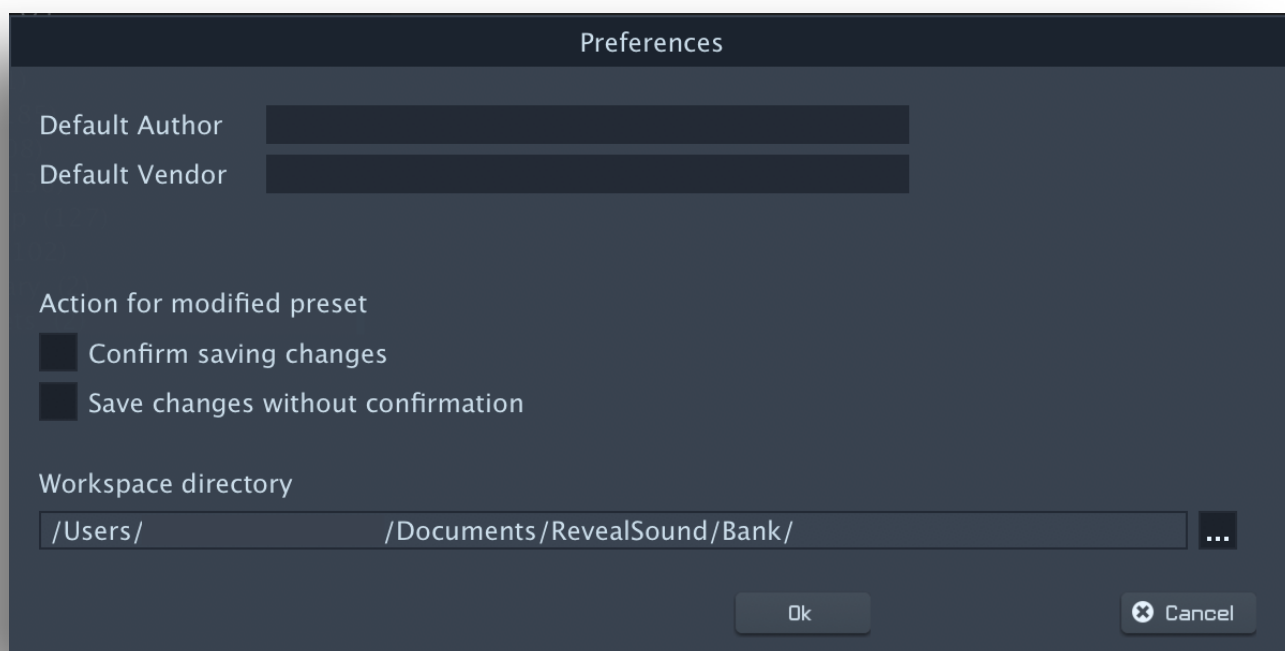 Preferences
Default Author
Default Vendor
Action for modified preset
Confirm saving changes
Save changes without confirmation
Workspace directory
/Users/ /Documents/RevealSound/Bank/ ...
Ok Cancel